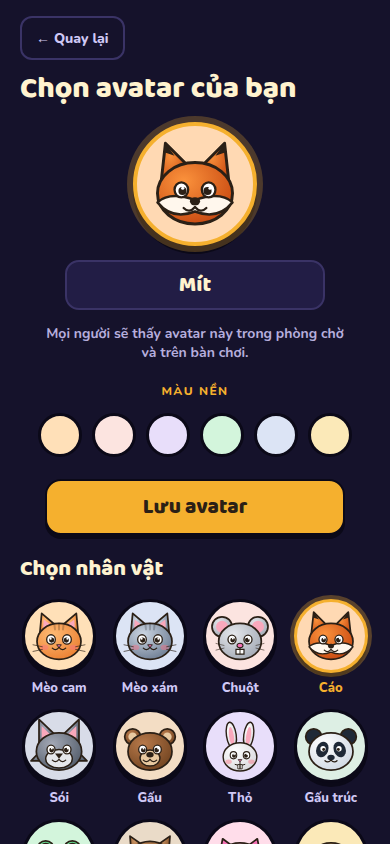 ← Quay lại
Chọn avatar của bạn
Mít
Mọi người sẽ thấy avatar này trong phòng chờ
và trên bàn chơi.
MÀU NỀN
Lưu avatar
Chọn nhân vật
Mèo cam
Mèo xám
Chuột
Cáo
Sói
Gấu
Thỏ
Gấu trúc